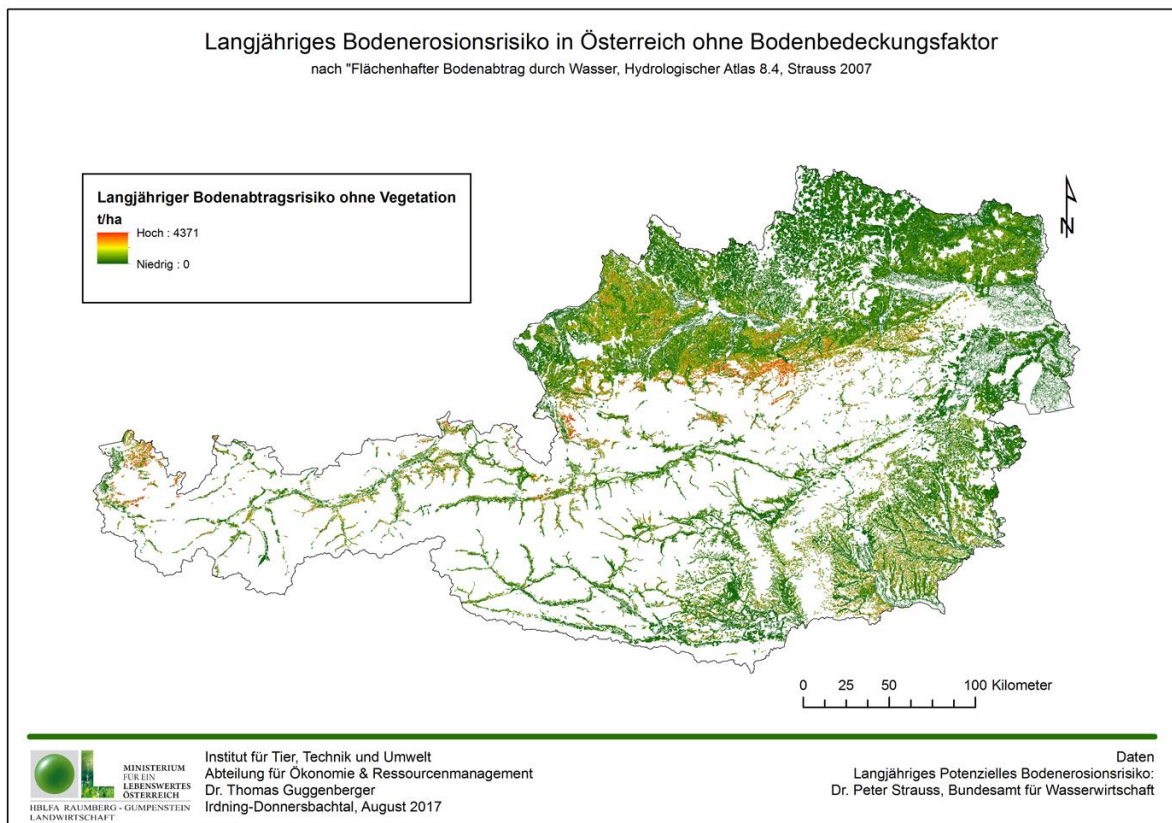 Langjähriges Bodenerosionsrisiko in Österreich ohne Bodenbedeckungsfaktor
nach "Flächenhafter Bodenabtrag durch Wasser, Hydrologischer Atlas 8.4, Strauss 2007
Langjähriger Bodenabtragsrisiko ohne Vegetation
t/ha
Hoch : 4371
Niedrig : 0
N
0 25 50 100 Kilometer
MINISTERIUM
FÜR EIN
LEBENSWERTES
ÖSTERREICH
HBLFA RAUMBERG - GUMPENSTEIN
LANDWIRTSCHAFT
Institut für Tier, Technik und Umwelt
Abteilung für Ökonomie & Ressourcenmanagement
Dr. Thomas Guggenberger
Irdning-Donnersbachtal, August 2017
Daten
Langjähriges Potenzielles Bodenerosionsrisiko:
Dr. Peter Strauss, Bundesamt für Wasserwirtschaft